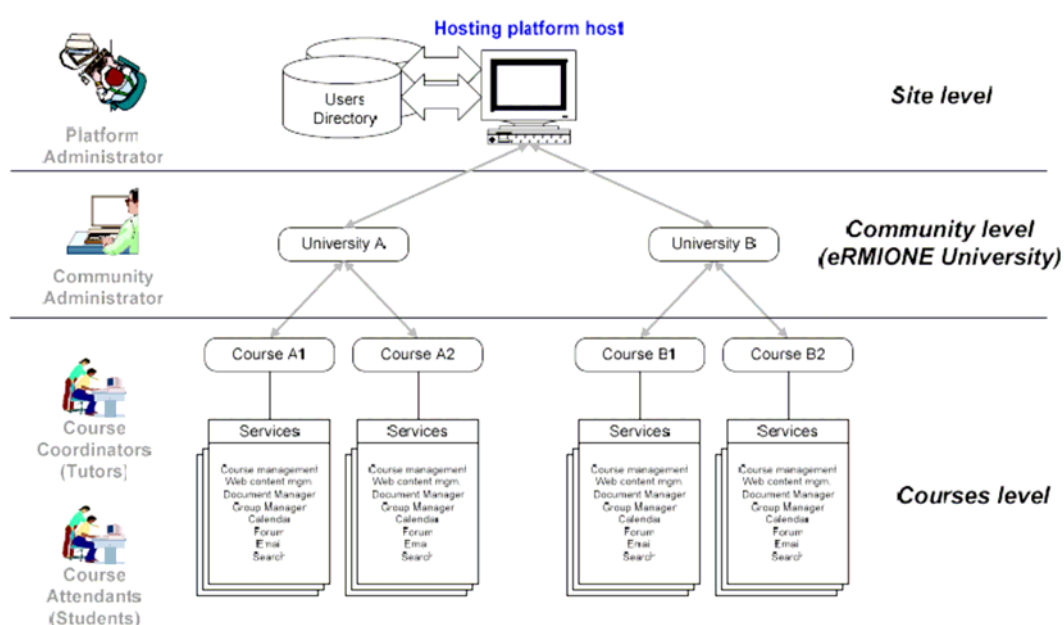 Hosting platform host
Users
Directory
Site level
Platform
Administrator
University A
University B
Community level
(eRMIONE University)
Community
Administrator
Course A1
Course A2
Course B1
Course B2
Course
Coordinators
(Tutors)
Services
Course management
Web content mgm.
Document Manager
Group Manager
Calendar
Forum
Email
Search
Services
Course management
Web content mgm.
Document Manager
Group Manager
Calendar
Forum
Email
Search
Services
Course management
Web content mgm.
Document Manager
Group Manager
Calendar
Forum
Email
Search
Services
Course management
Web content mgm.
Document Manager
Group Manager
Calendar
Forum
Email
Search
Courses level
Course
Attendants
(Students)